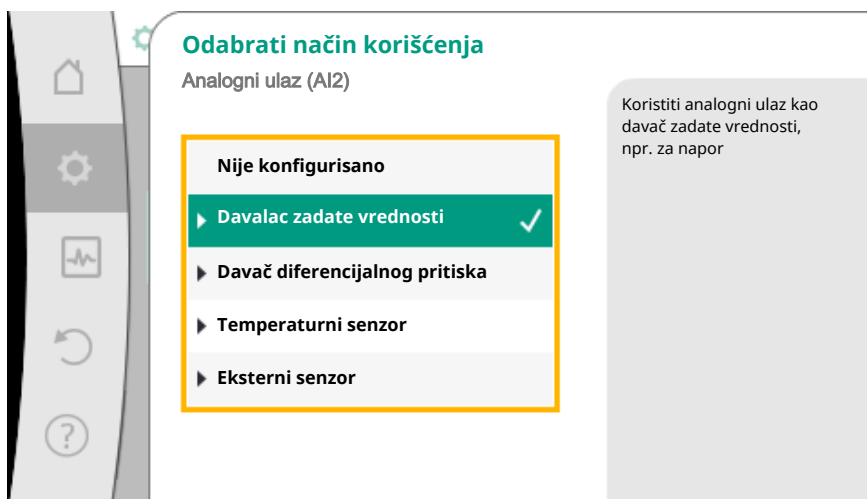 Odabrati način korišćenja
Analogni ulaz (AI2)
Nije konfigurisano
Davalac zadate vrednosti
Davač diferencijalnog pritiska
Temperaturni senzor
Eksterni senzor
Koristiti analogni ulaz kao
davač zadate vrednosti,
npr. za napor
?